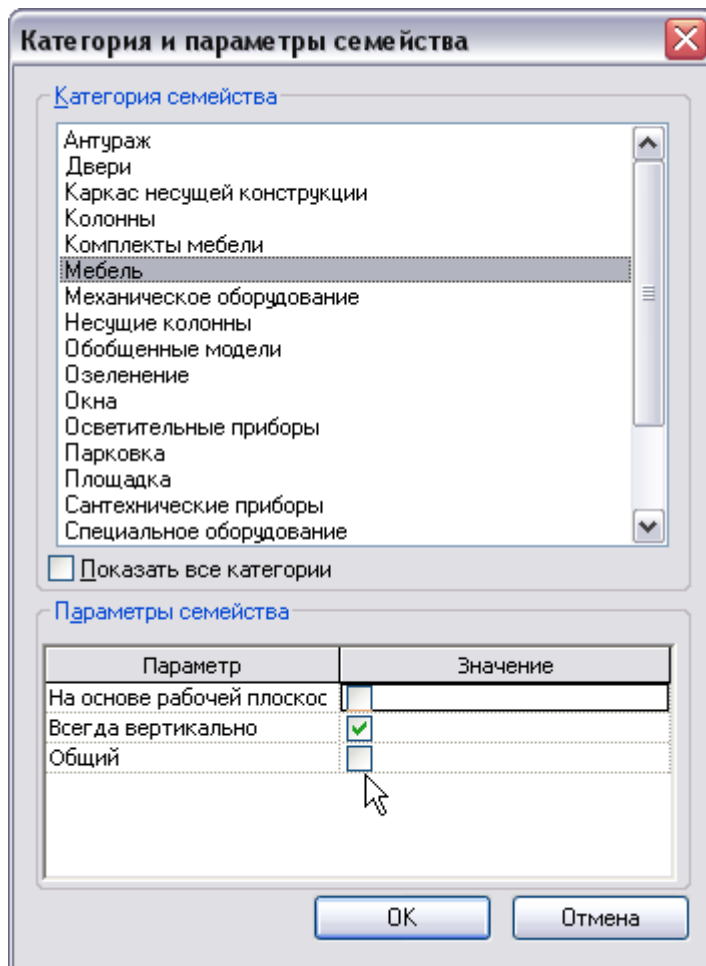 Категория и параметры семейства
Категория семейства
Антураж
Двери
Каркас несущей конструкции
Колонны
Комплекты мебели
Мебель
Механическое оборудование
Несущие колонны
Обобщенные модели
Озеленение
Окна
Осветительные приборы
Парковка
Площадка
Сантехнические приборы
Специальное оборудование
Показать все категории
Параметры семейства
Параметр Значение
На основе рабочей плоскос
Всегда вертикально
Общий
OK Отмена